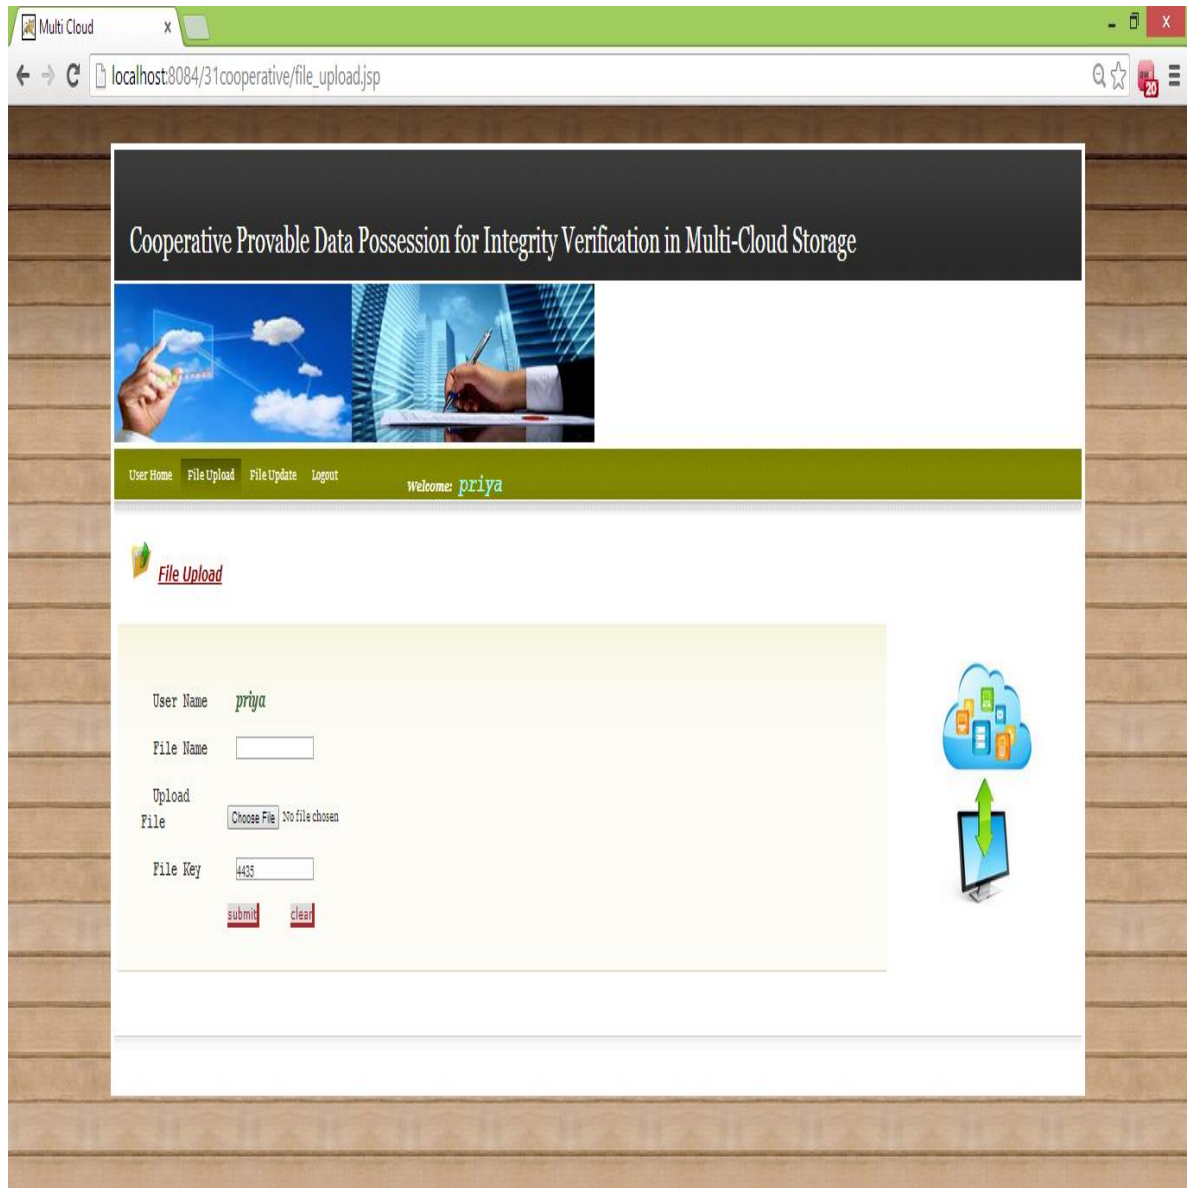 Multi Cloud
localhost:8084/31cooperative/file_upload.jsp
20
Cooperative Provable Data Possession for Integrity Verification in Multi-Cloud Storage
User Home File Upload File Update Logout Welcome: priya
File Upload
User Name priya
File Name
Upload
File Choose File No file chosen
File Key 4435
submit clear